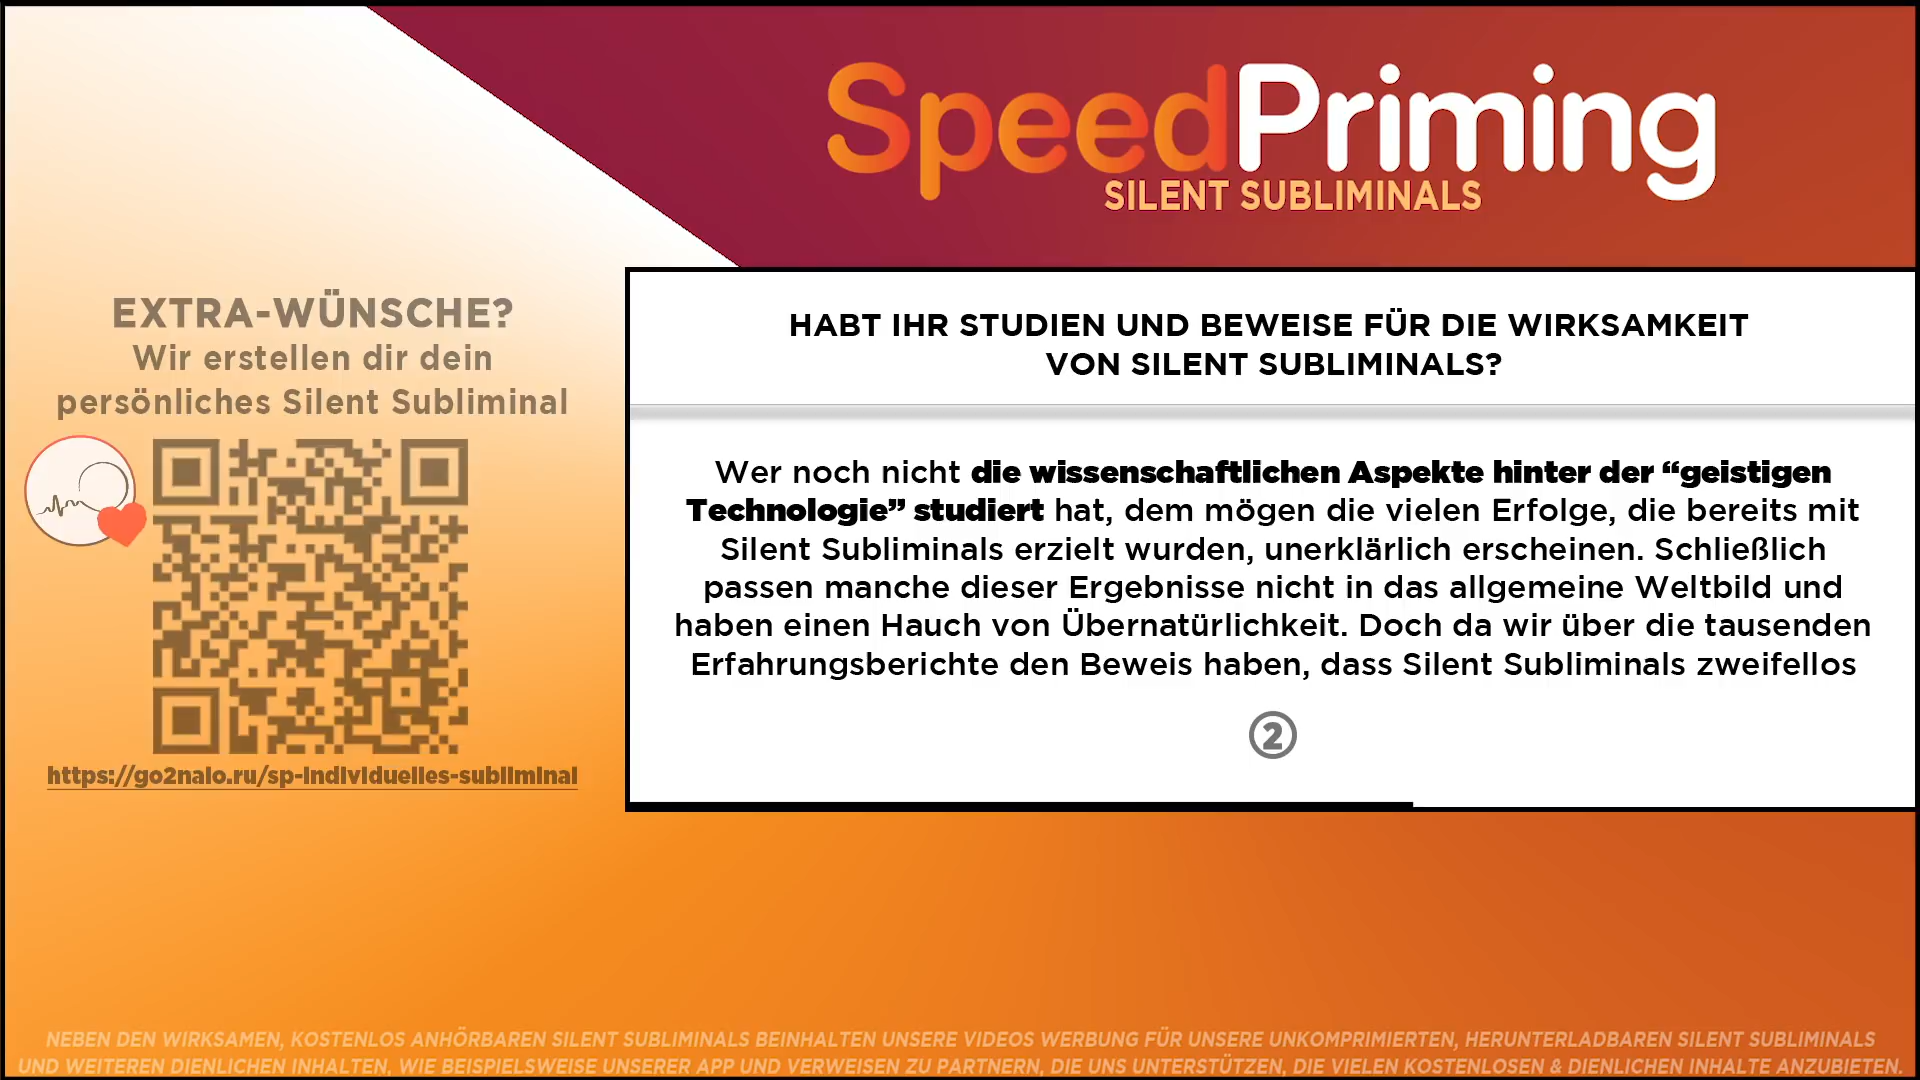 SpeedPriming
SILENT SUBLIMINALS
EXTRA-WÜNSCHE?
Wir erstellen dir dein
persönliches Silent Subliminal
https://go2nalo.ru/sp-individuelles-subliminal
HABT IHR STUDIEN UND BEWEISE FÜR DIE WIRKSAMKEIT
VON SILENT SUBLIMINALS?
Wer noch nicht die wissenschaftlichen Aspekte hinter der “geistigen
Technologie” studiert hat, dem mögen die vielen Erfolge, die bereits mit
Silent Subliminals erzielt wurden, unerklärlich erscheinen. Schließlich
passen manche dieser Ergebnisse nicht in das allgemeine Weltbild und
haben einen Hauch von Übernatürlichkeit. Doch da wir über die tausenden
Erfahrungsberichte den Beweis haben, dass Silent Subliminals zweifellos
2
NEBEN DEN WIRKSAMEN, KOSTENLOS ANHÖRBAREN SILENT SUBLIMINALS BEINHALTEN UNSERE VIDEOS WERBUNG FÜR UNSERE UNKOMPRIMIERTEN, HERUNTERLADBAREN SILENT SUBLIMINALS
UND WEITEREN DIENLICHEN INHALTEN, WIE BEISPIELSWEISE UNSERER APP UND VERWEISEN ZU PARTNERN, DIE UNS UNTERSTÜTZEN, DIE VIELEN KOSTENLOSEN & DIENLICHEN INHALTE ANZUBIETEN.